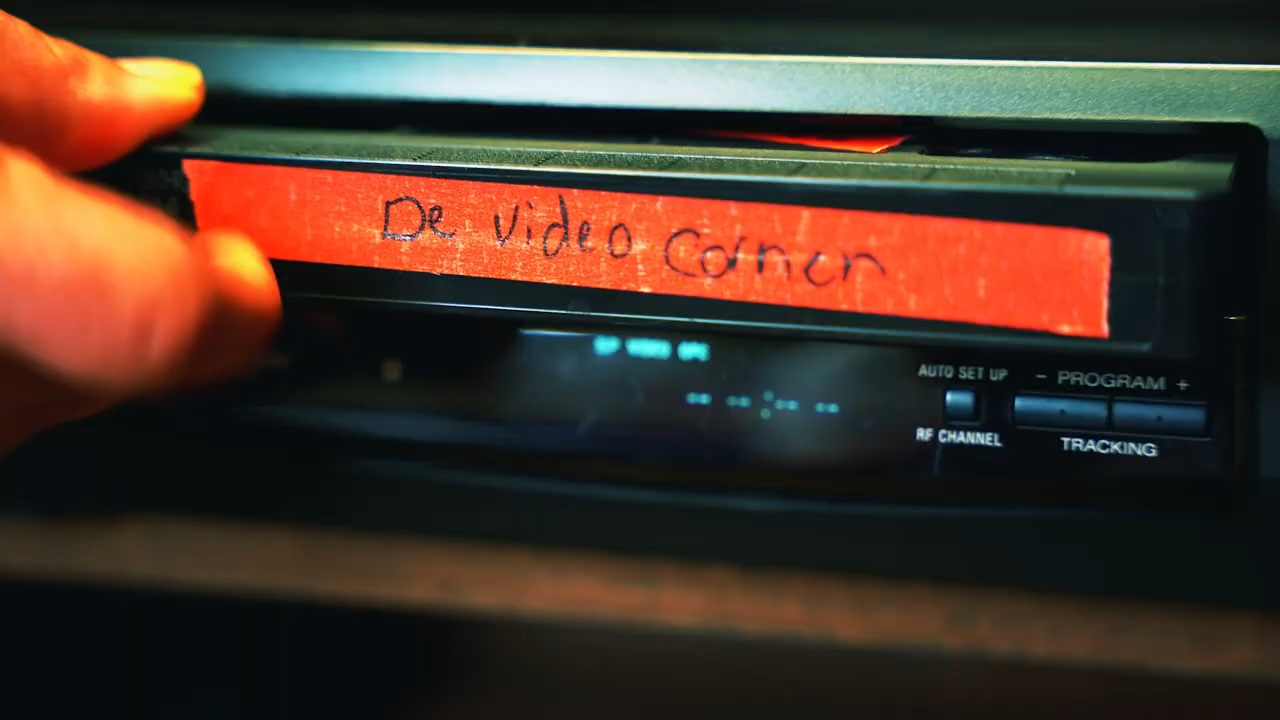 De Video Corner
AUTO SET UP
- PROGRAM +
RF CHANNEL
TRACKING